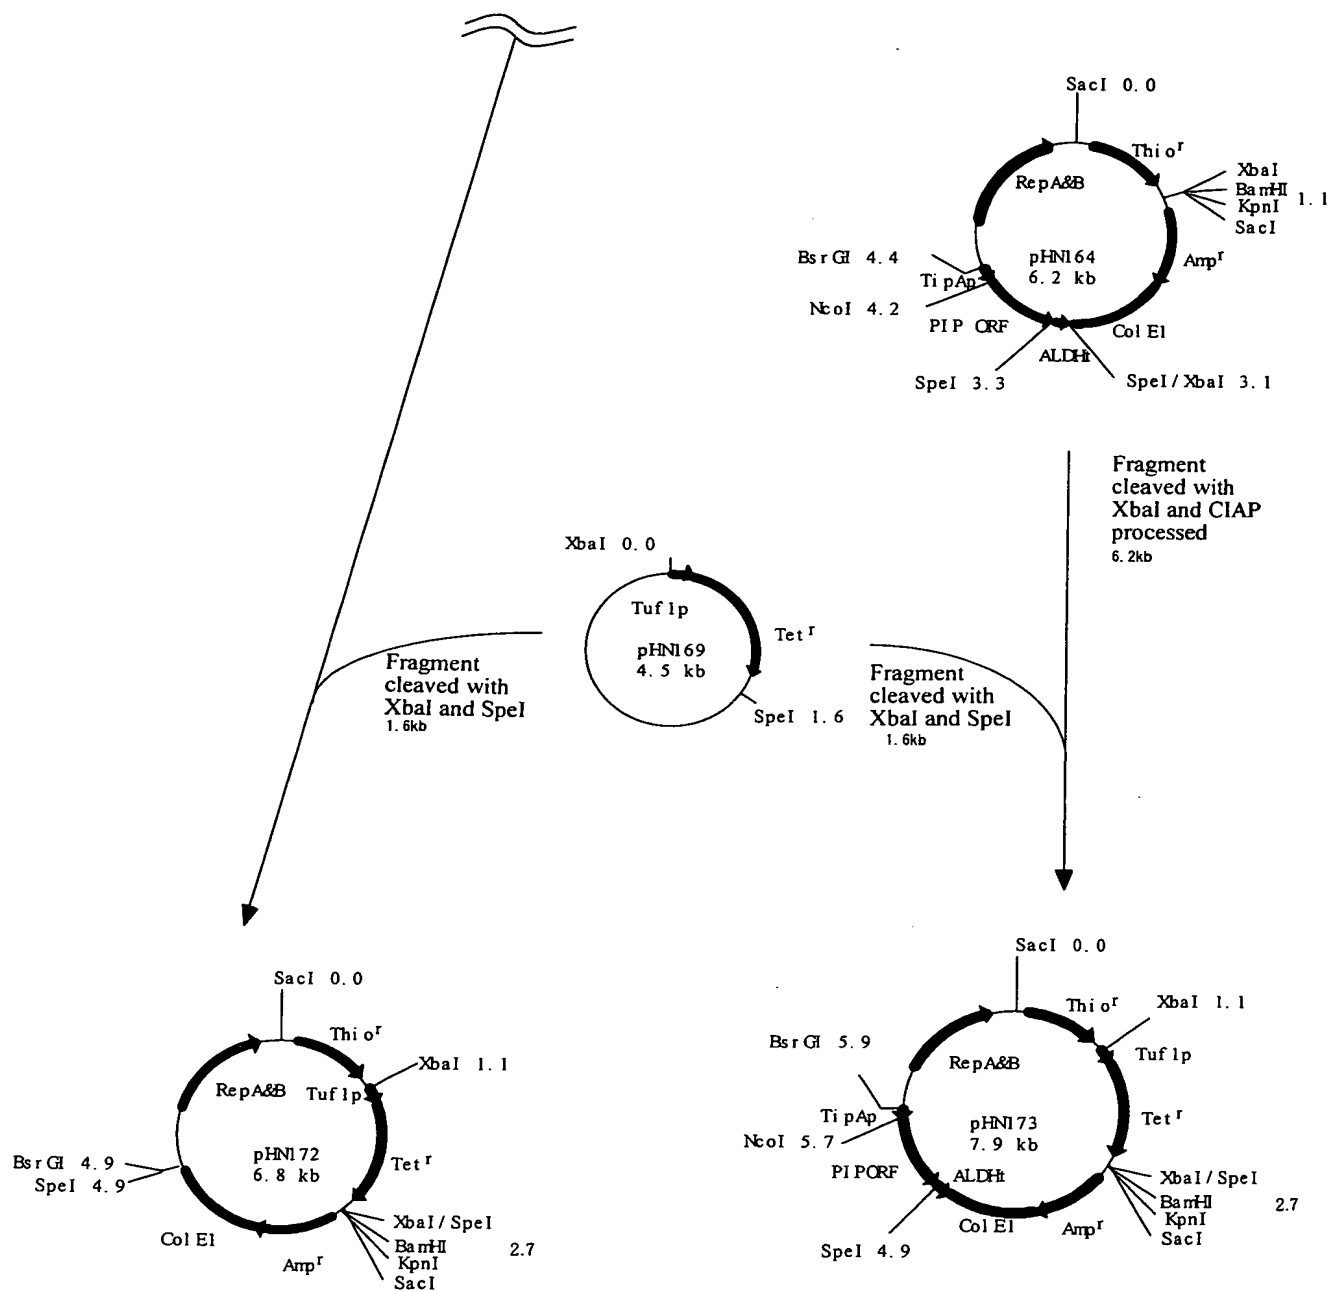 SacI 0.0
Thio^r
XbaI
BamHI
1.1
KpnI
SacI
RepA&B
pHN164
6.2 kb
Amp^r
BsrGI 4.4
TipAp
NcoI 4.2
PIP ORF
ColE1
ALDHt
SpeI 3.3
SpeI/XbaI 3.1
Fragment
cleaved with
XbaI and CIAP
processed
6.2kb
XbaI 0.0
Tuf1p
Tet^r
pHN169
4.5 kb
SpeI 1.6
Fragment
cleaved with
XbaI and SpeI
1.6kb
Fragment
cleaved with
XbaI and SpeI
1.6kb
SacI 0.0
Thio^r
XbaI 1.1
RepA&B
Tuf1p
pHN172
6.8 kb
Tet^r
BsrGI 4.9
SpeI 4.9
ColE1
Amp^r
XbaI/SpeI
BamHI
2.7
KpnI
SacI
SacI 0.0
Thio^r
XbaI 1.1
BsrGI 5.9
RepA&B
Tuf1p
TipAp
NcoI 5.7
pHN173
7.9 kb
Tet^r
PIPORF
ALDHt
XbaI/SpeI
BamHI
2.7
KpnI
SacI
ColE1
Amp^r
SpeI 4.9